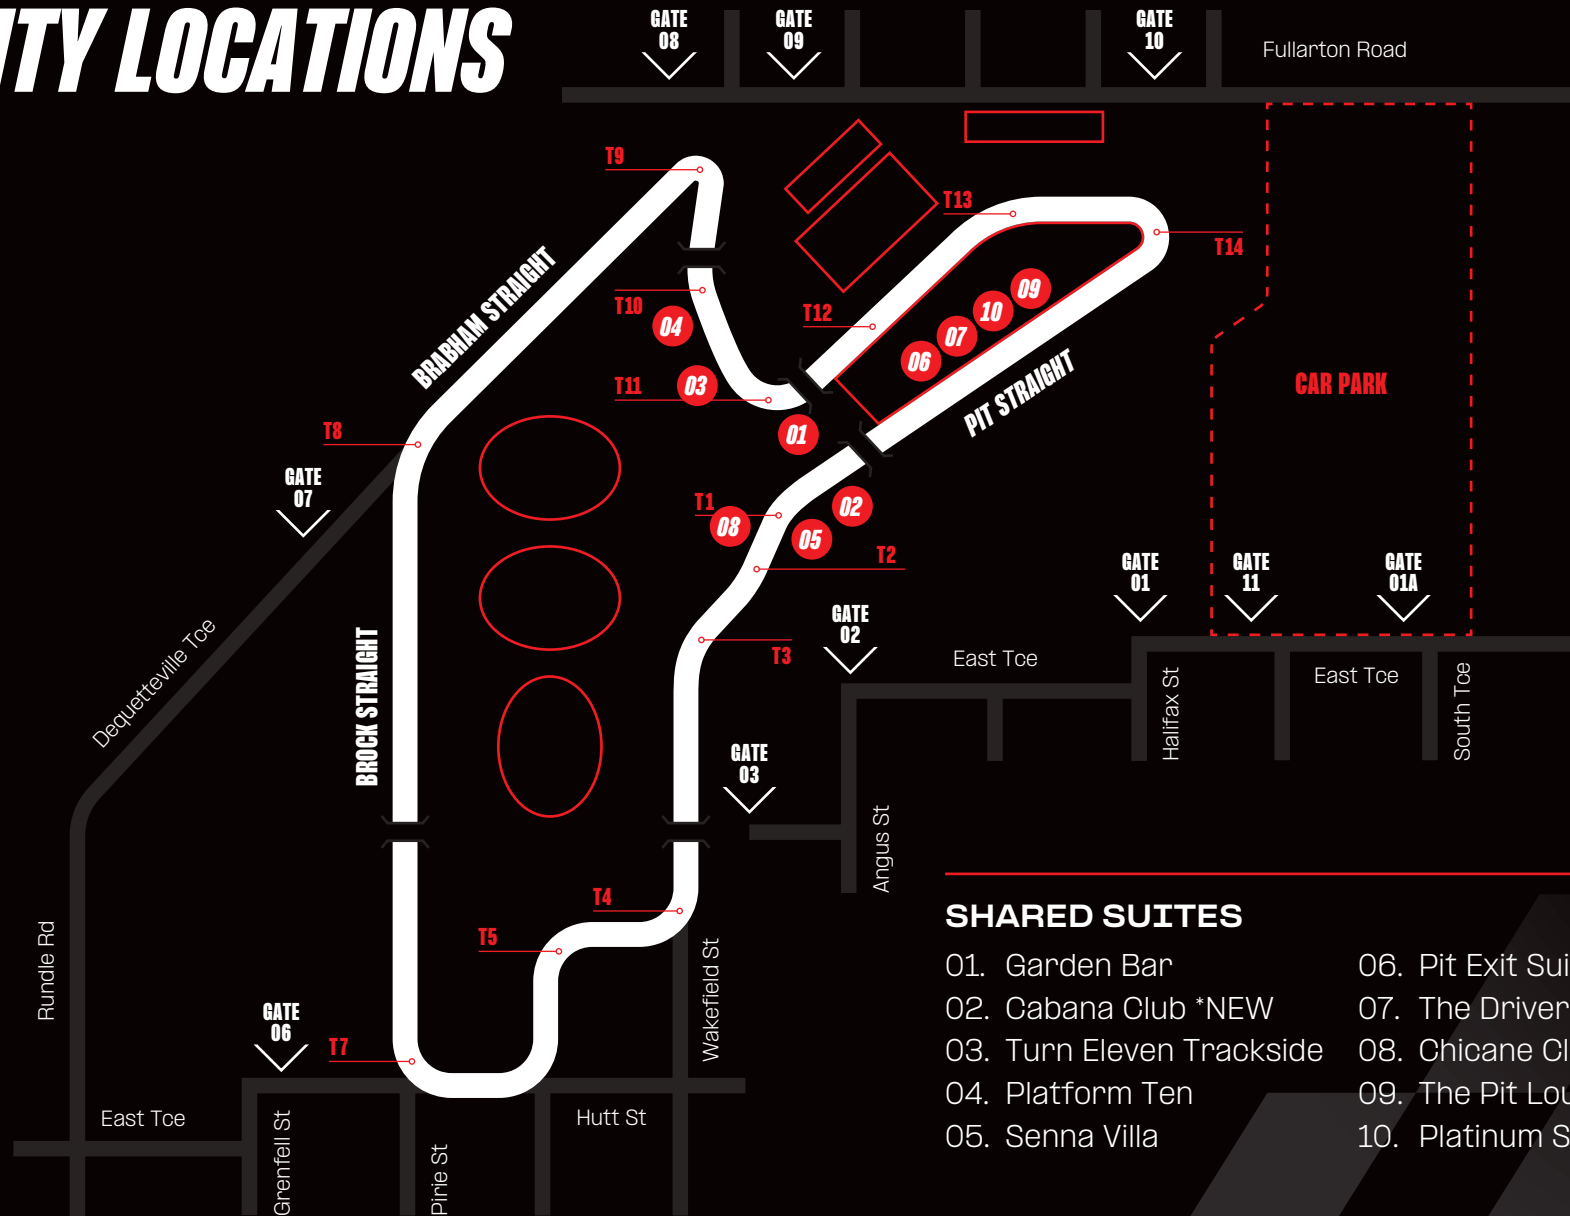 LOCATIONS
GATE
08
GATE
09
GATE
10
Fullarton Road
T9
T13
T14
T10
04
T12
09
10
07
06
BRABHAM STRAIGHT
PIT STRAIGHT
CAR PARK
T11
03
01
T8
GATE
07
T1
08
02
05
T2
GATE
01
GATE
11
GATE
01A
GATE
02
T3
East Tce
East Tce
Halifax St
South Tce
Dequetteville Tce
BROCK STRAIGHT
GATE
03
Angus St
T4
T5
Wakefield St
Rundle Rd
GATE
06
T7
East Tce
Grenfell St
Pirie St
Hutt St
SHARED SUITES
01. Garden Bar
02. Cabana Club *NEW
03. Turn Eleven Trackside
04. Platform Ten
05. Senna Villa
06. Pit Exit
07. The Driver
08. Chicane
09. The Pit
10. Platinum